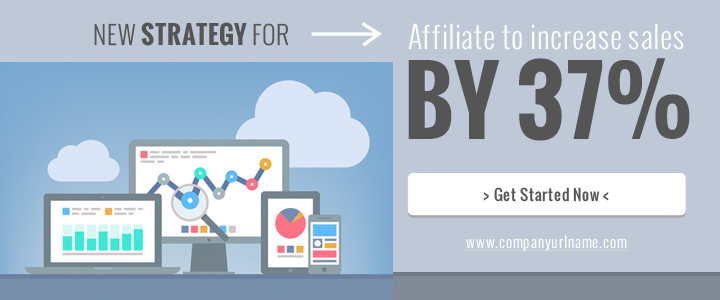 NEW STRATEGY FOR
Affiliate to increase sales
BY 37%
> Get Started Now <
www.companyurlname.com